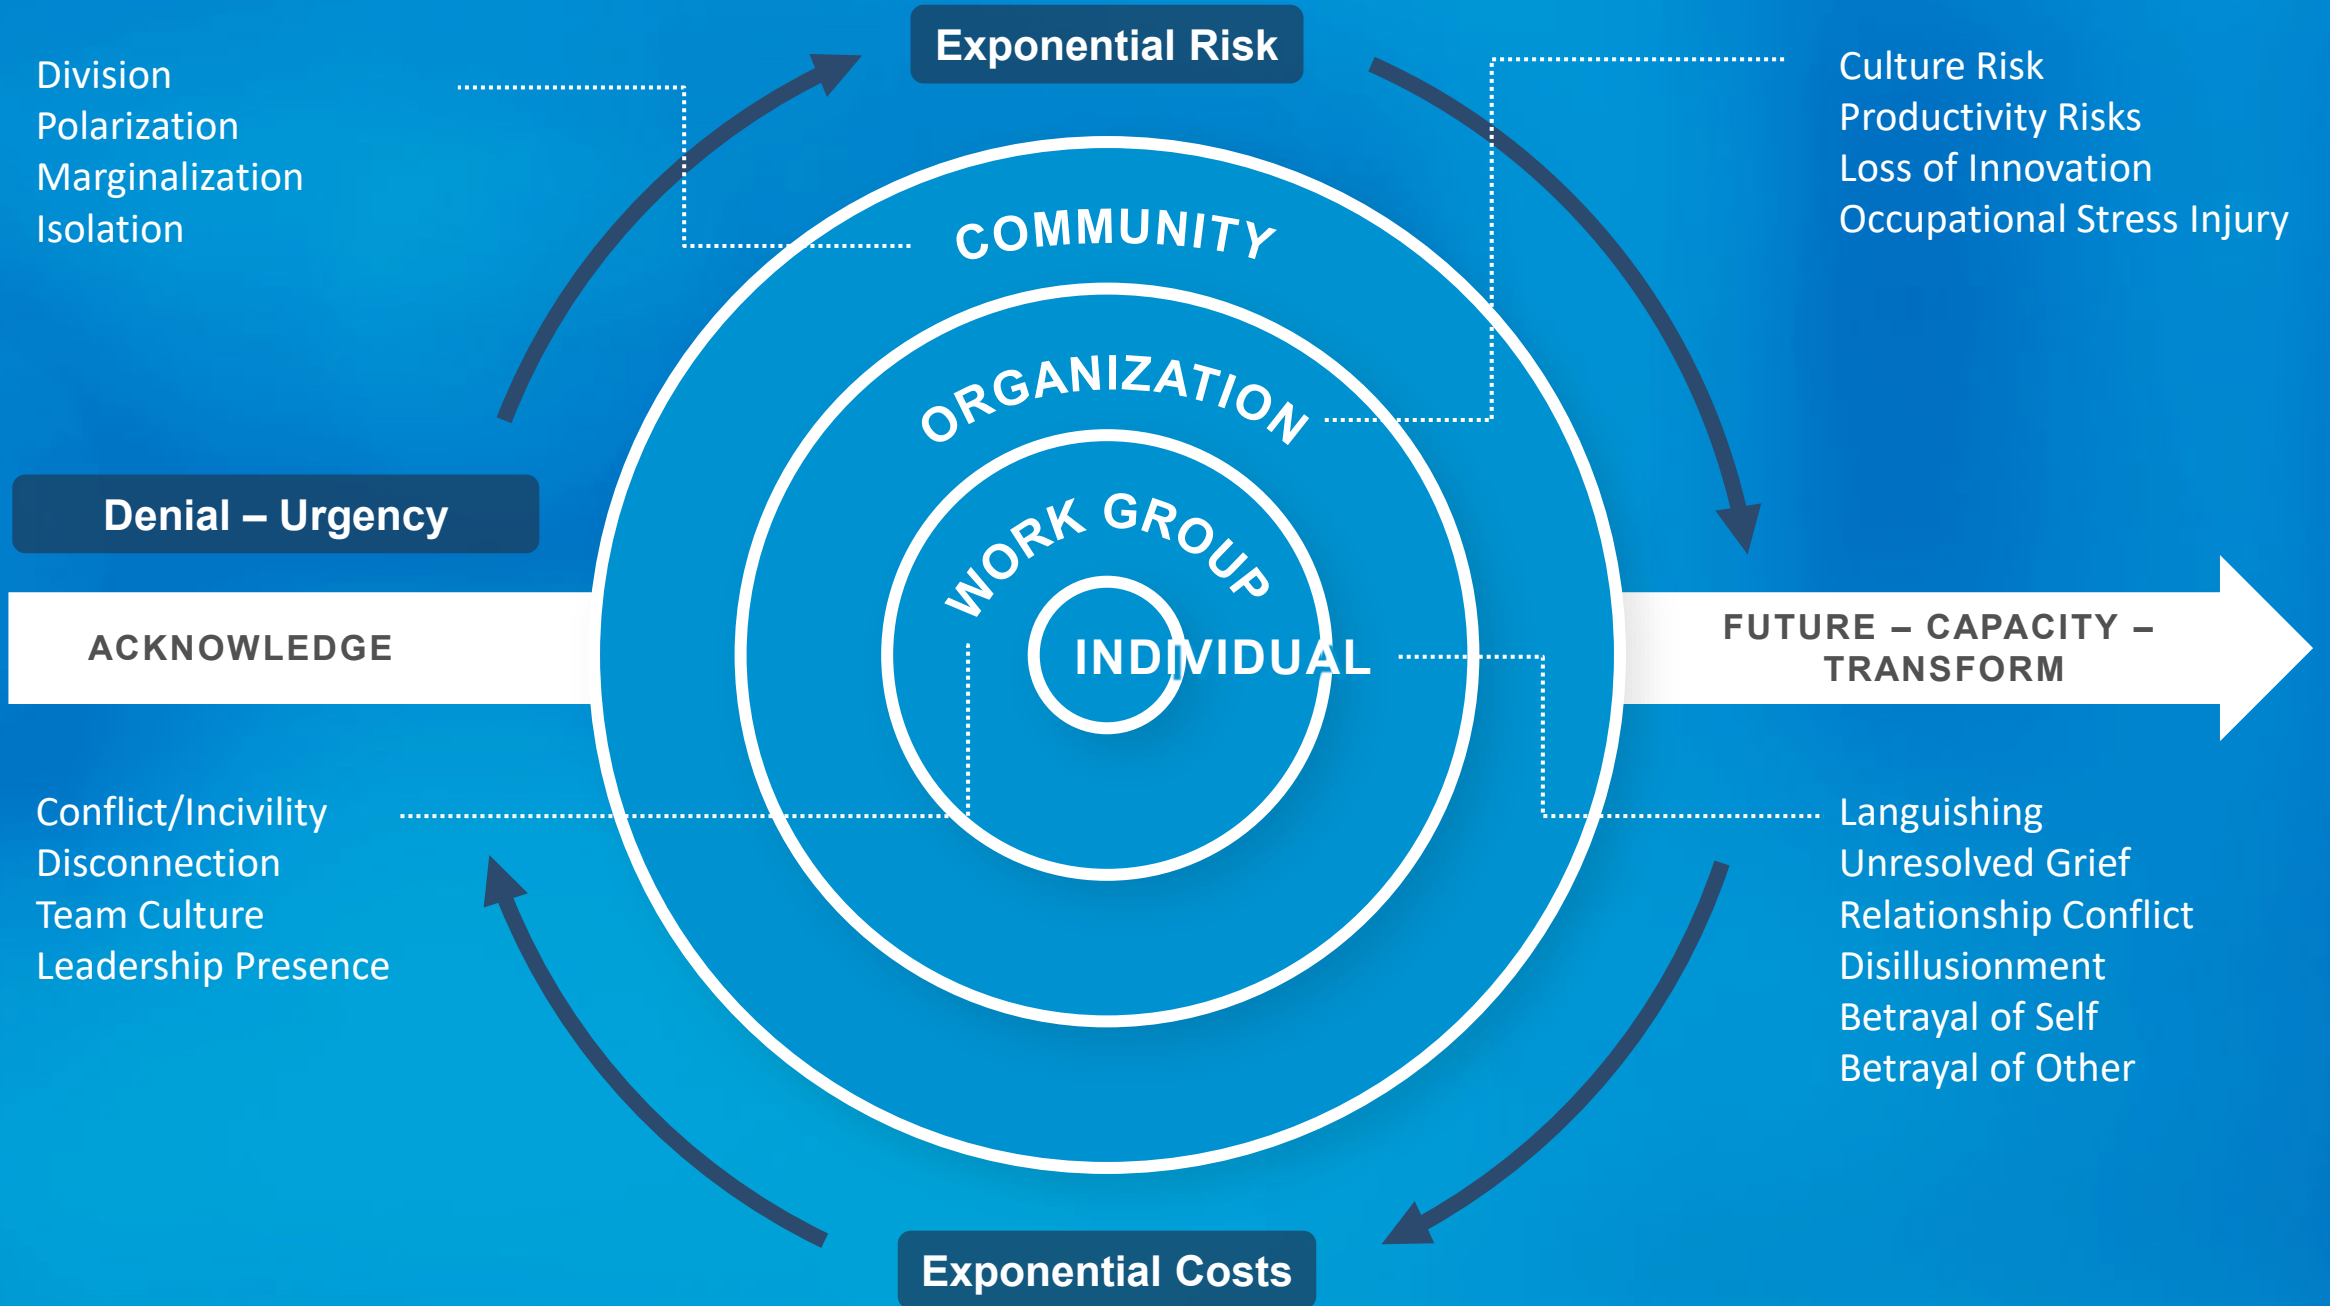 Exponential Risk
Division
Polarization
Marginalization
Isolation
Culture Risk
Productivity Risks
Loss of Innovation
Occupational Stress Injury
COMMUNITY
ORGANIZATION
WORK GROUP
INDIVIDUAL
Denial – Urgency
ACKNOWLEDGE
FUTURE – CAPACITY –
TRANSFORM
Conflict/Incivility
Disconnection
Team Culture
Leadership Presence
Languishing
Unresolved Grief
Relationship Conflict
Disillusionment
Betrayal of Self
Betrayal of Other
Exponential Costs